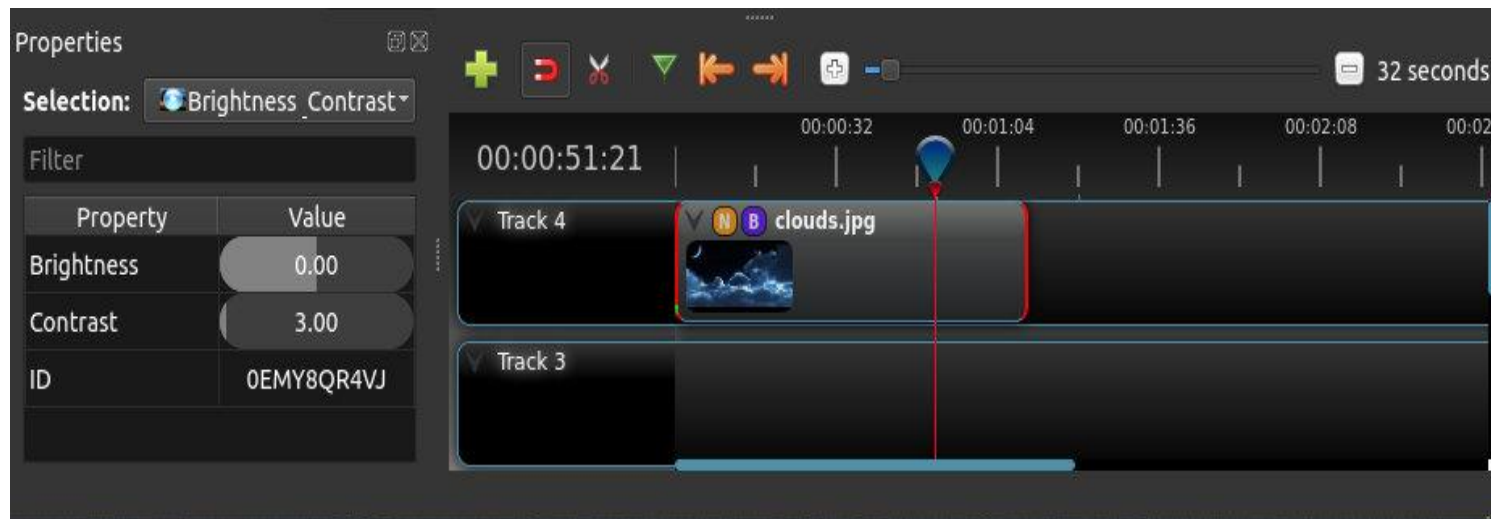 Properties
Selection: Brightness_Contrast
Filter
Property Value
Brightness 0.00
Contrast 3.00
ID 0EMY8QR4VJ
32 seconds
00:00:32 00:01:04 00:01:36 00:02:08 00:02
00:00:51:21
Track 4
N B clouds.jpg
Track 3